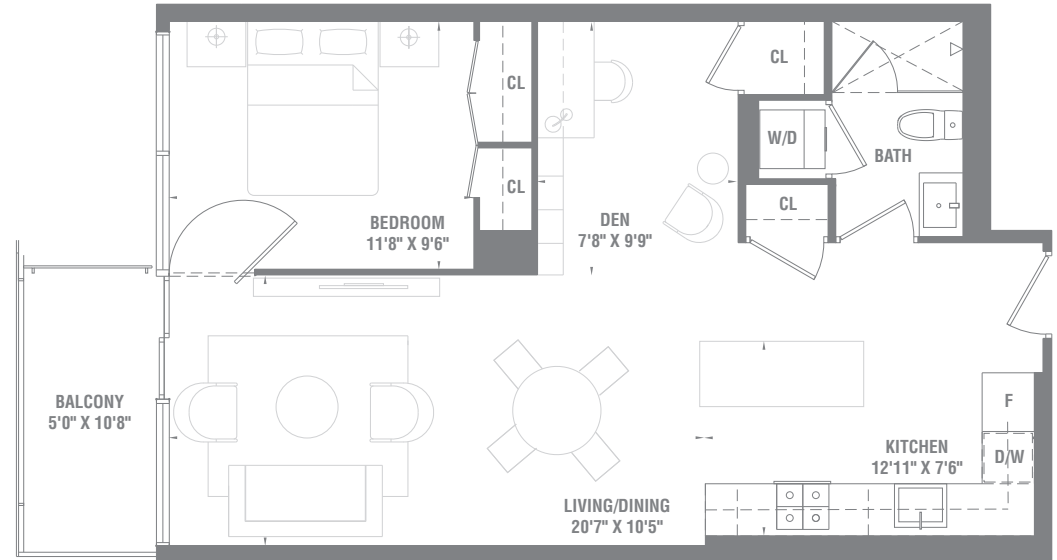 CL
CL
W/D
BATH
CL
CL
BEDROOM
11'8" X 9'6"
DEN
7'8" X 9'9"
BALCONY
5'0" X 10'8"
F
D/W
KITCHEN
12'11" X 7'6"
LIVING/DINING
20'7" X 10'5"